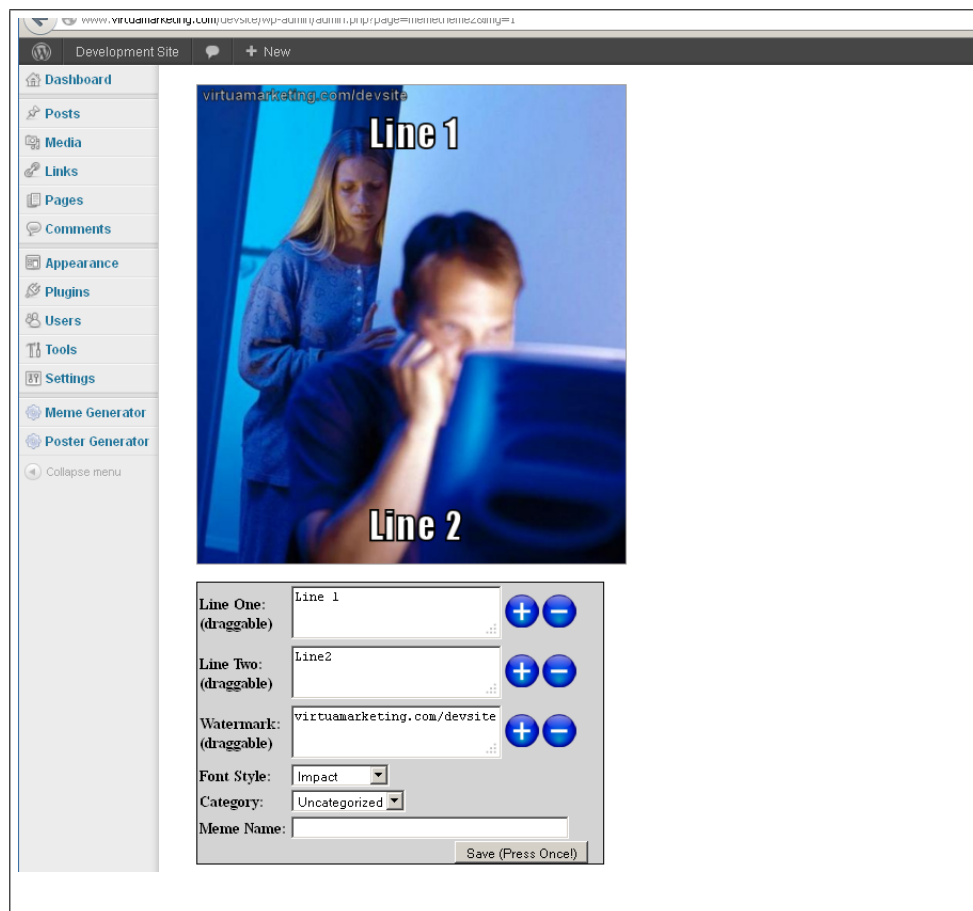 www.virtuamarketing.com/devsite/wp-admin/admin.php?page=memetheme2&img=1
Development Site
+ New
Dashboard
Posts
Media
Links
Pages
Comments
Appearance
Plugins
Users
Tools
Settings
Meme Generator
Poster Generator
Collapse menu
virtuamarketing.com/devsite
Line 1
Line 2
Line One:
(draggable)
Line 1
Line Two:
(draggable)
Line2
Watermark:
(draggable)
virtuamarketing.com/devsite
Font Style:
Impact
Category:
Uncategorized
Meme Name:
Save (Press Once!)